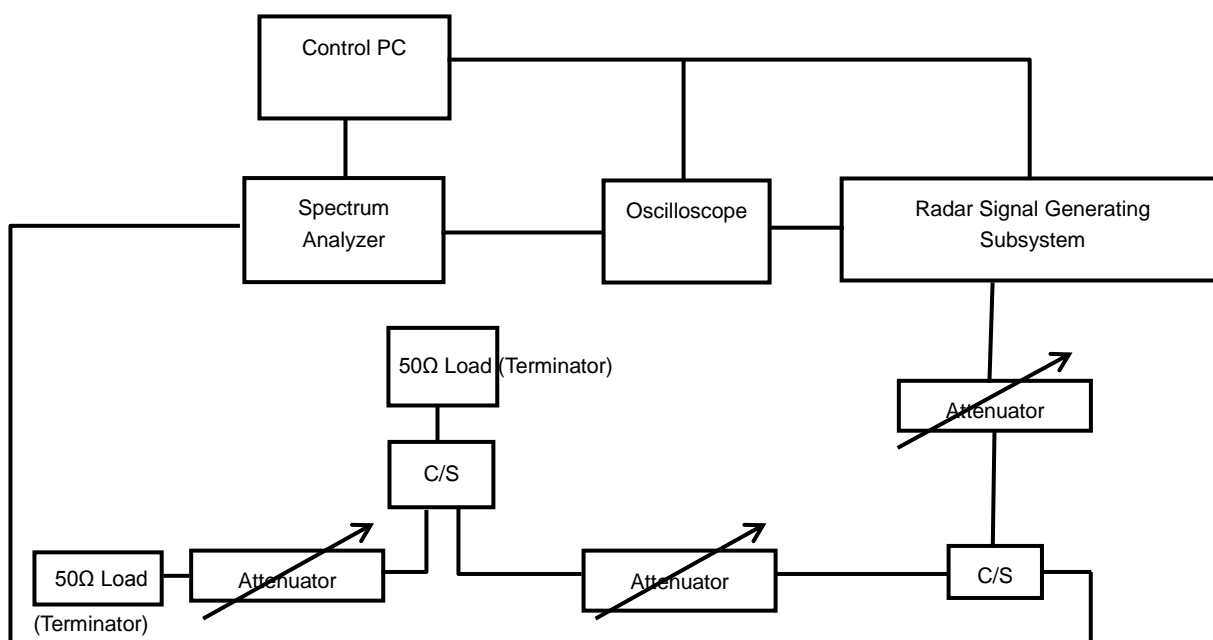 Control PC
Spectrum
Analyzer
Oscilloscope
Radar Signal Generating
Subsystem
50Ω Load (Terminator)
Attenuator
C/S
50Ω Load
(Terminator)
Attenuator
Attenuator
C/S